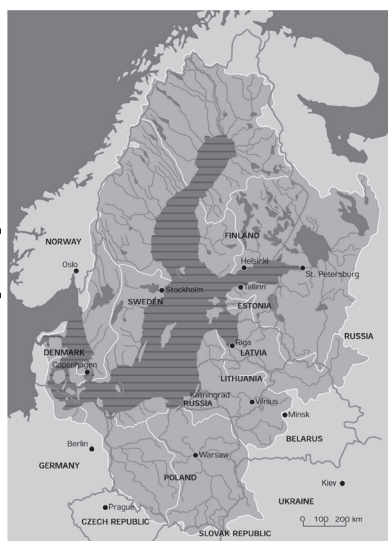 NORWAY
Oslo
FINLAND
Helsinki
St. Petersburg
Stockholm
SWEDEN
Tallinn
ESTONIA
RUSSIA
Riga
LATVIA
DENMARK
Copenhagen
LITHUANIA
Kaliningrad
RUSSIA
Vilnius
Minsk
BELARUS
Berlin
GERMANY
Warsaw
POLAND
Kiev
UKRAINE
Prague
CZECH REPUBLIC
SLOVAK REPUBLIC
0 100 200 km